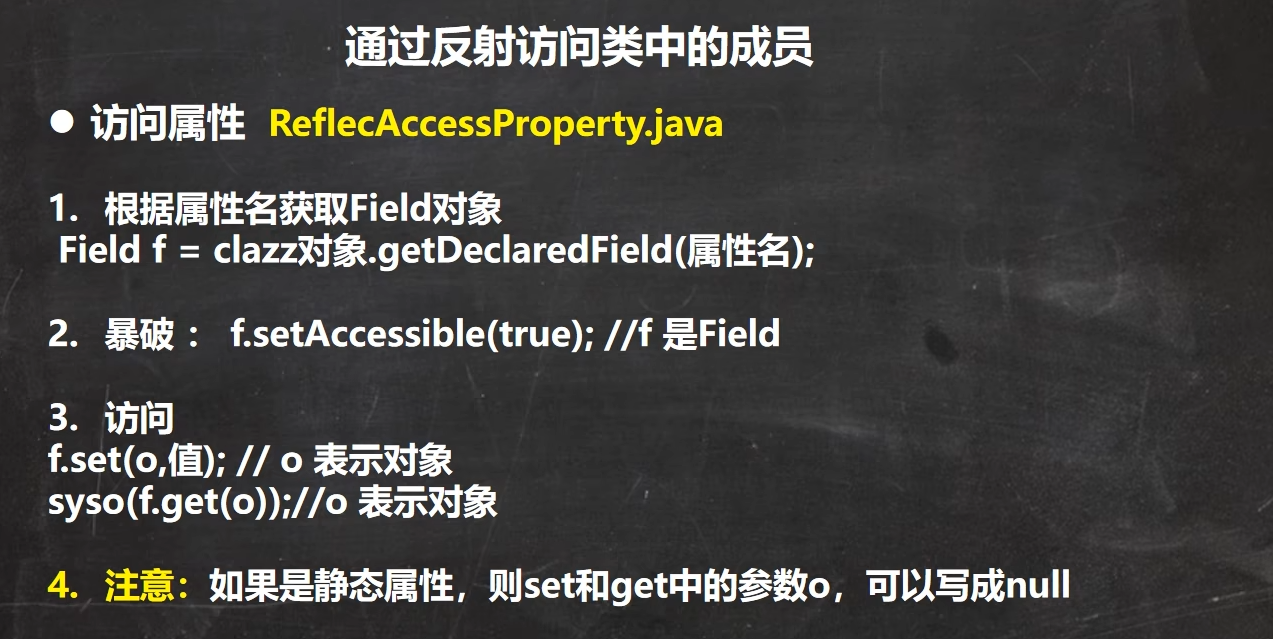 通过反射访问类中的成员
● 访问属性 ReflecAccessProperty.java
1. 根据属性名获取Field对象
Field f = clazz对象.getDeclaredField(属性名);
2. 暴破 ： f.setAccessible(true); //f 是Field
3. 访问
f.set(o,值); // o 表示对象
syso(f.get(o));//o 表示对象
4. 注意：如果是静态属性，则set和get中的参数o，可以写成null